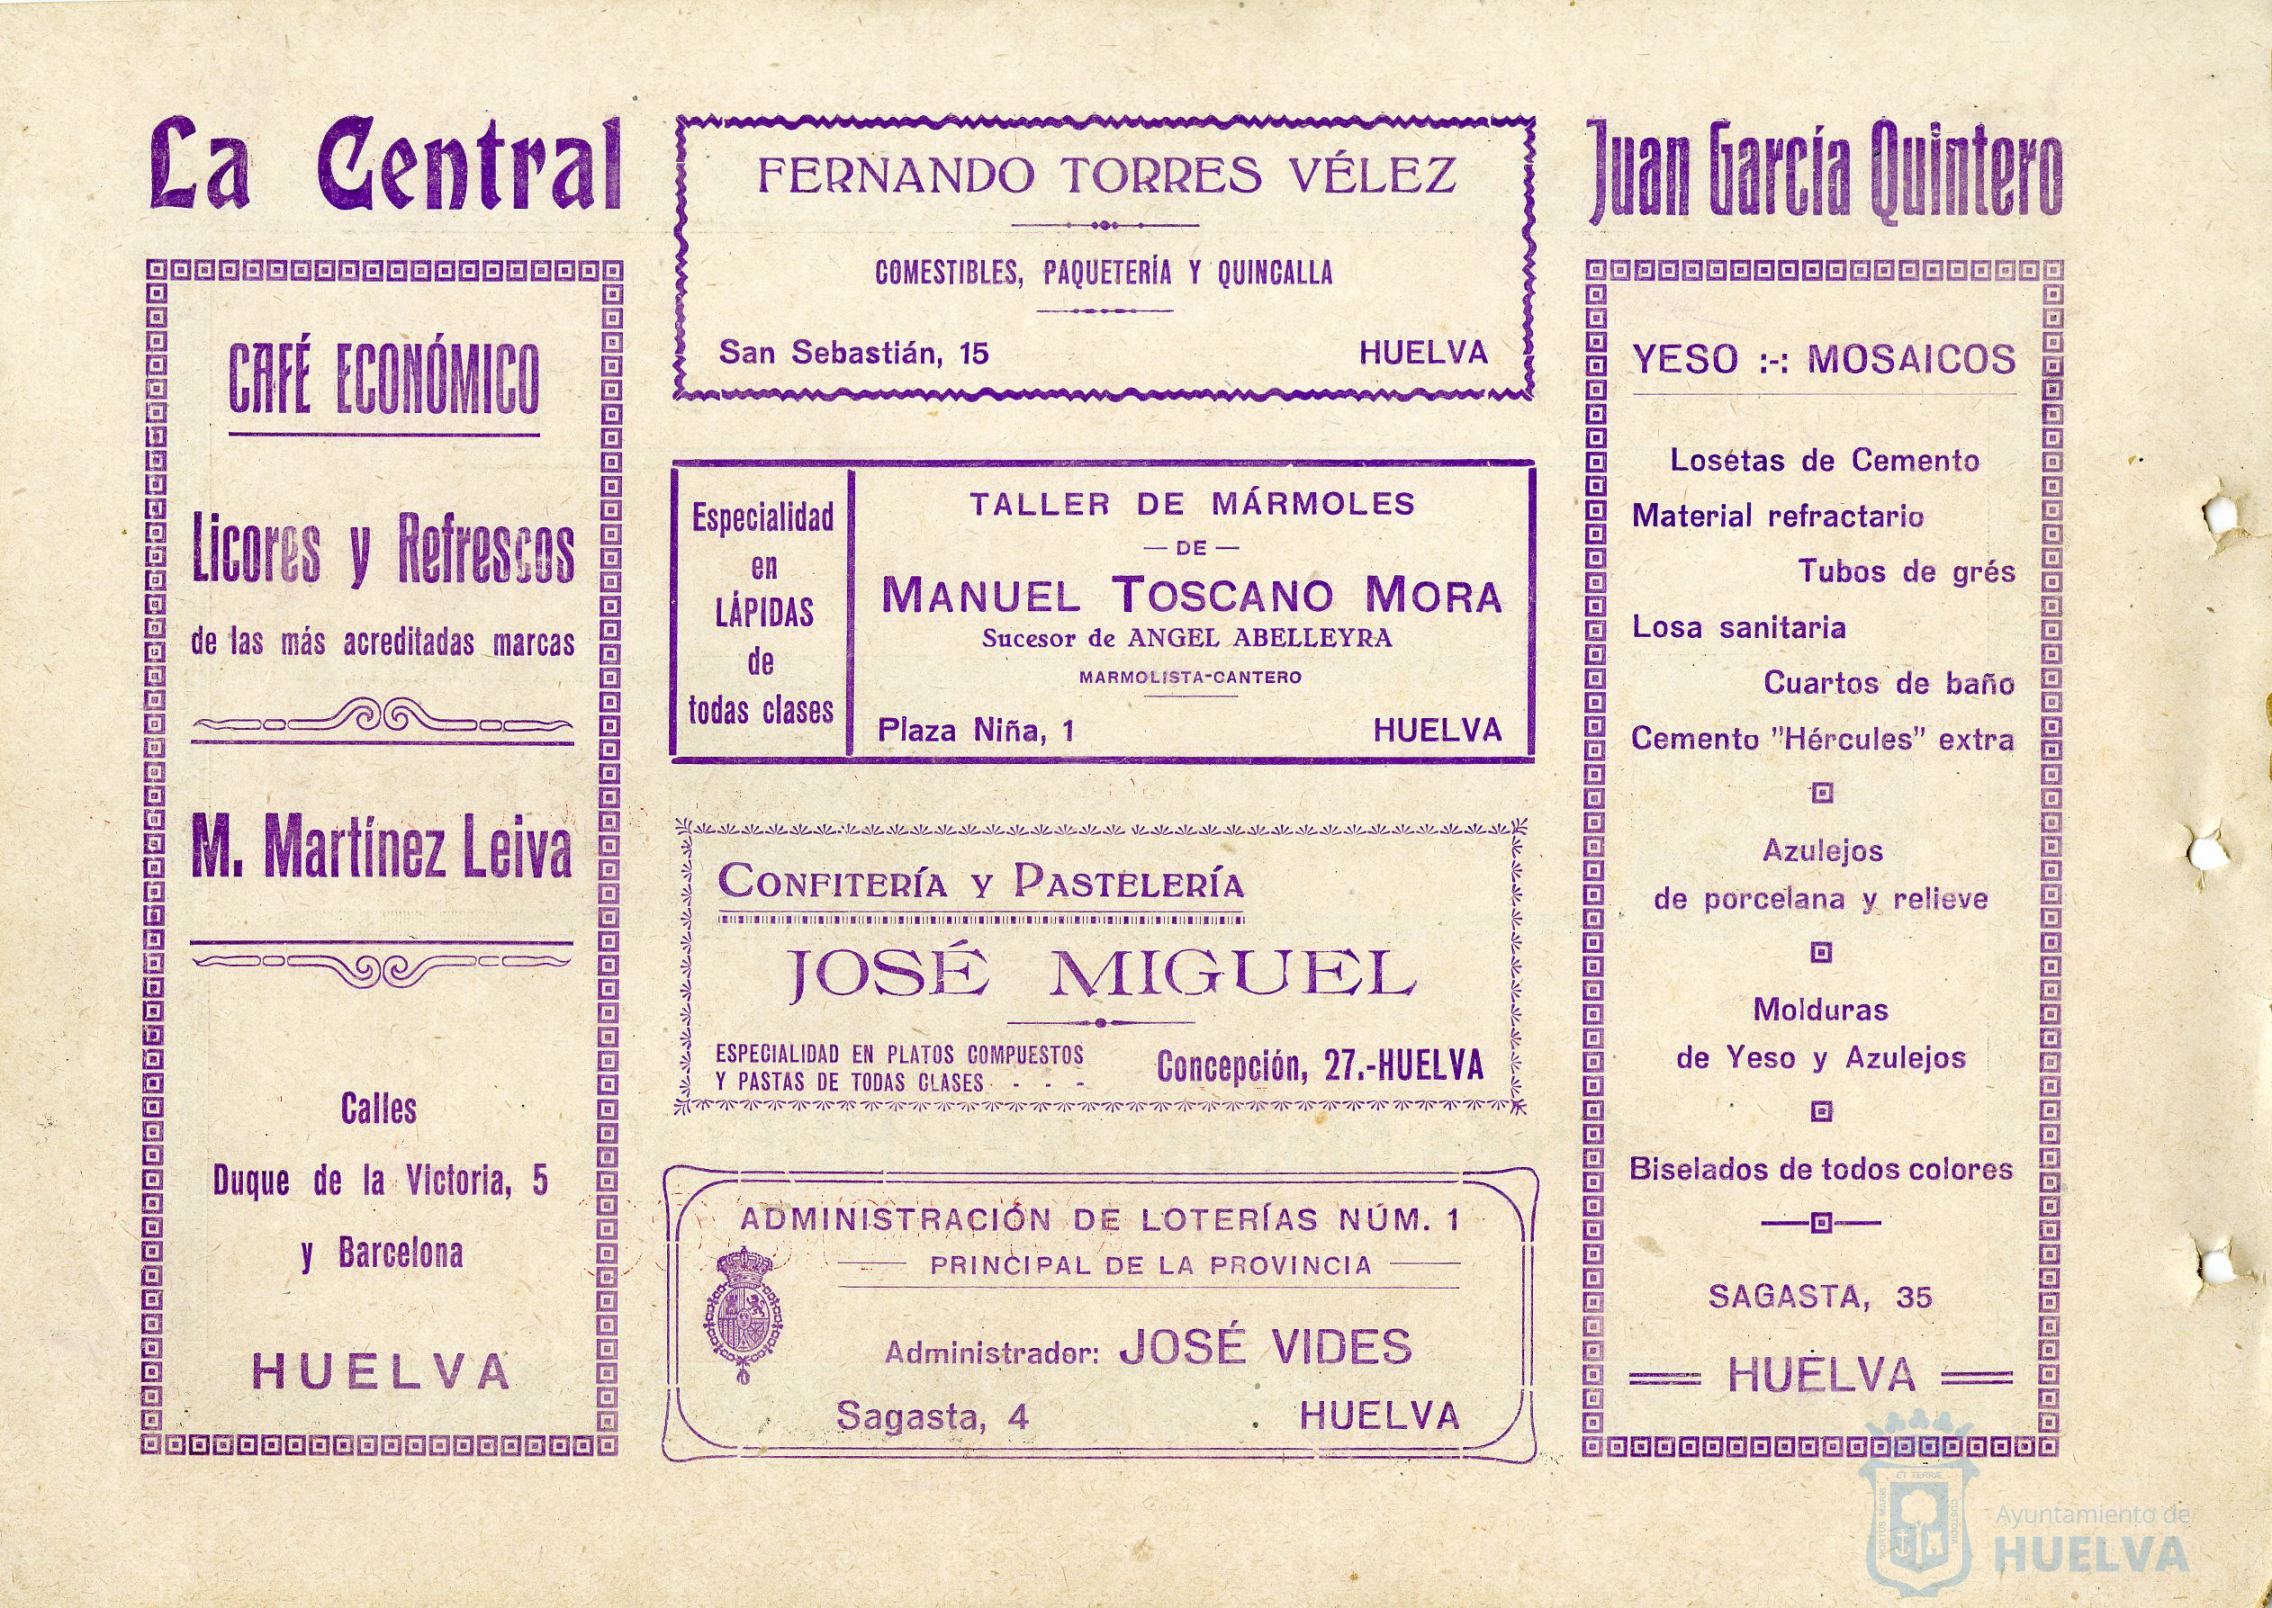 La Central
CAFÉ ECONÓMICO
Licores y Refrescos
de las más acreditadas marcas
M. Martínez Leiva
Calles
Duque de la Victoria, 5
y Barcelona
HUELVA
FERNANDO TORRES VÉLEZ
COMESTIBLES, PAQUETERÍA Y QUINCALLA
San Sebastián, 15 HUELVA
Especialidad
en
LÁPIDAS
de
todas clases
TALLER DE MÁRMOLES
— DE —
MANUEL TOSCANO MORA
Sucesor de ANGEL ABELLEYRA
MARMOLISTA-CANTERO
Plaza Niña, 1 HUELVA
CONFITERÍA Y PASTELERÍA
JOSÉ MIGUEL
ESPECIALIDAD EN PLATOS COMPUESTOS
Y PASTAS DE TODAS CLASES - - -
Concepción, 27.-HUELVA
ADMINISTRACIÓN DE LOTERÍAS NÚM. 1
PRINCIPAL DE LA PROVINCIA
Administrador: JOSÉ VIDES
Sagasta, 4 HUELVA
Juan García Quintero
YESO :-: MOSAICOS
Losetas de Cemento
Material refractario
Tubos de grés
Losa sanitaria
Cuartos de baño
Cemento "Hércules" extra
Azulejos
de porcelana y relieve
Molduras
de Yeso y Azulejos
Biselados de todos colores
SAGASTA, 35
HUELVA
ET TERRÆ
PORTUS MARIS
CUSTODIA
Ayuntamiento de
HUELVA